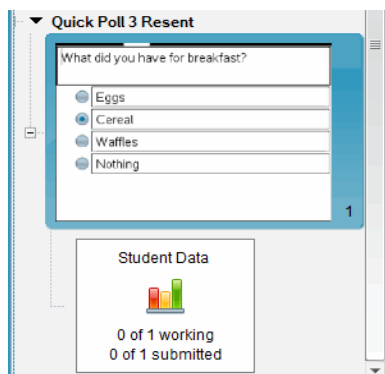 Quick Poll 3 Resent
What did you have for breakfast?
Eggs
Cereal
Waffles
Nothing
1
Student Data
0 of 1 working
0 of 1 submitted